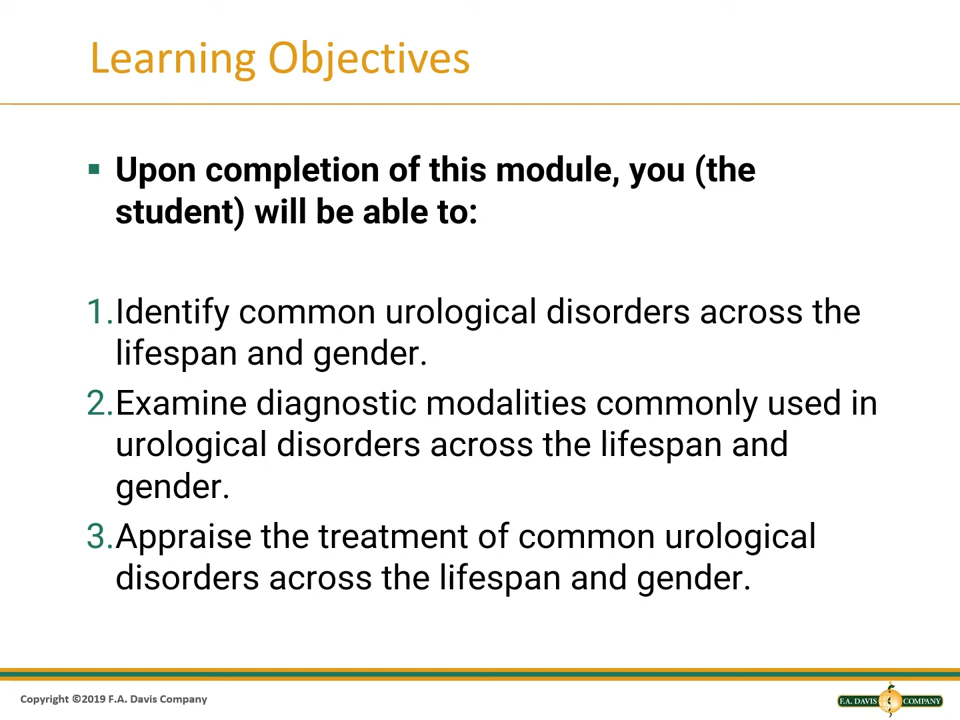 Learning Objectives
▪ Upon completion of this module, you (the
student) will be able to:
1.Identify common urological disorders across the
lifespan and gender.
2.Examine diagnostic modalities commonly used in
urological disorders across the lifespan and
gender.
3.Appraise the treatment of common urological
disorders across the lifespan and gender.
Copyright ©2019 F.A. Davis Company
F.A. DAVIS COMPANY